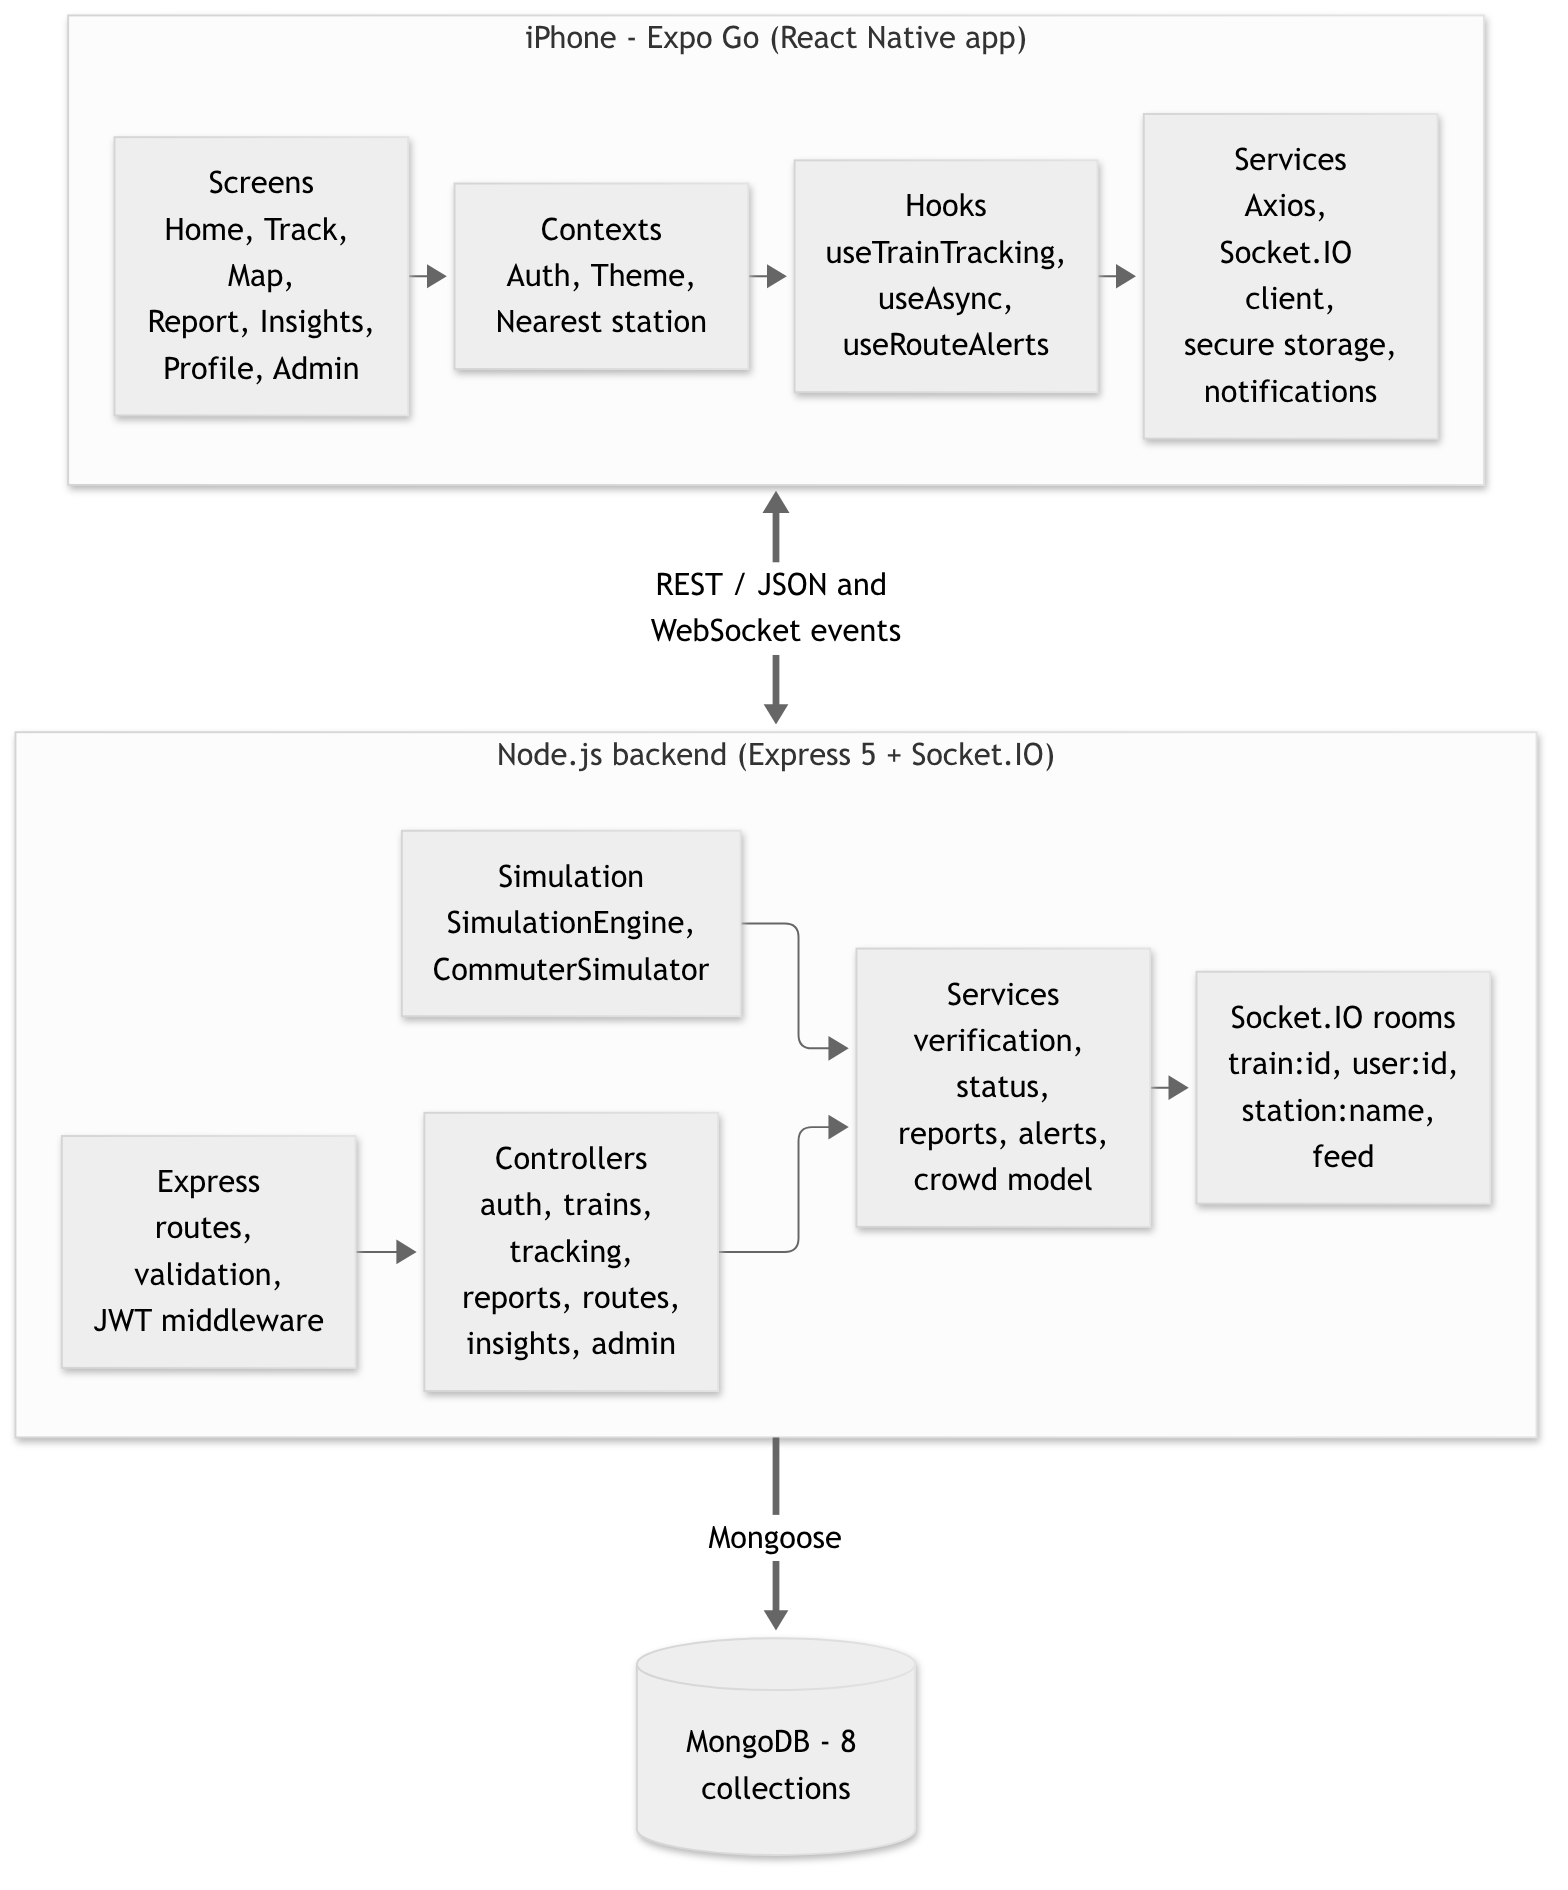 iPhone - Expo Go (React Native app)
Screens
Home, Track,
Map,
Report, Insights,
Profile, Admin
Contexts
Auth, Theme,
Nearest station
Hooks
useTrainTracking,
useAsync,
useRouteAlerts
Services
Axios,
Socket.IO
client,
secure storage,
notifications
REST / JSON and
WebSocket events
Node.js backend (Express 5 + Socket.IO)
Simulation
SimulationEngine,
CommuterSimulator
Express
routes,
validation,
JWT middleware
Controllers
auth, trains,
tracking,
reports, routes,
insights, admin
Services
verification,
status,
reports, alerts,
crowd model
Socket.IO rooms
train:id, user:id,
station:name,
feed
Mongoose
MongoDB - 8
collections